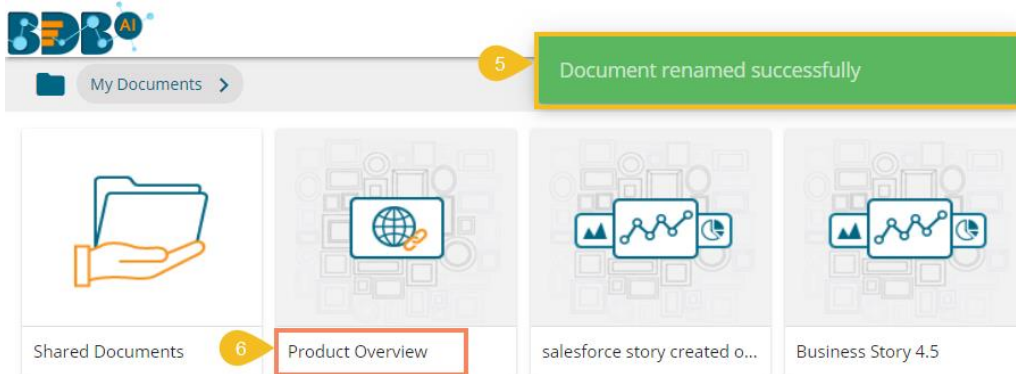 BDB AI
5
Document renamed successfully
My Documents >
Shared Documents
6
Product Overview
salesforce story created o...
Business Story 4.5